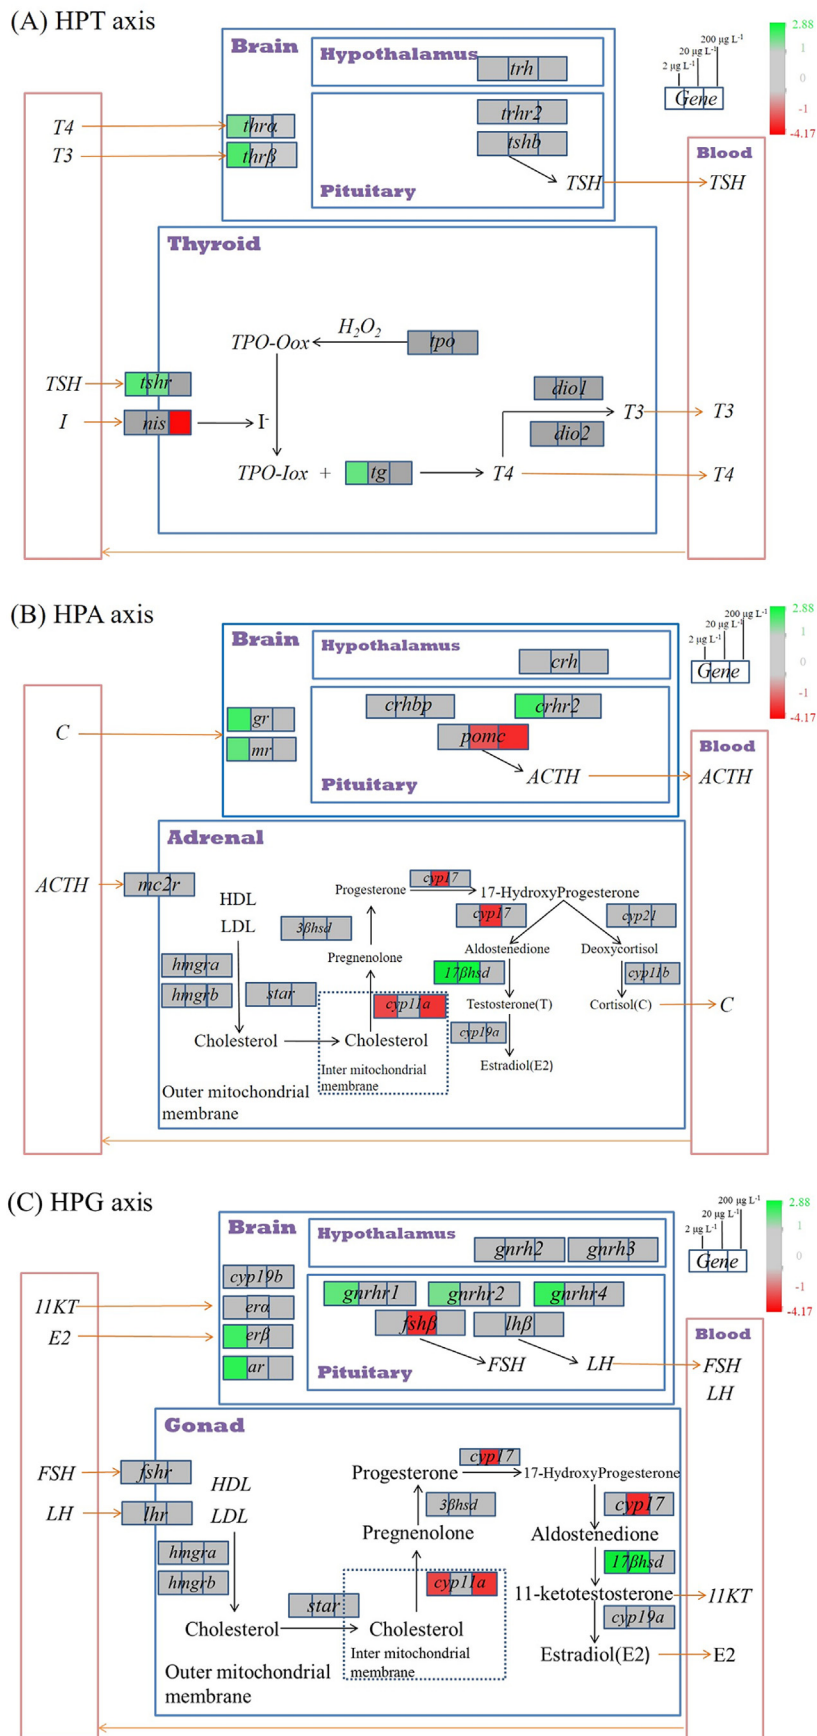 (A) HPT axis
Brain
Hypothalamus
trh
200 µg L-1
20 µg L-1
2 µg L-1
Gene
2.88
1
0
-1
-4.17
T4
thrα
T3
thrβ
trhr2
tshb
TSH
Pituitary
Blood
TSH
Thyroid
H2O2
TPO-Oox
tpo
TSH
tshr
I
nis
I-
dio1
dio2
T3
T3
TPO-Iox + tg
T4
T4
(B) HPA axis
Brain
Hypothalamus
crh
200 µg L-1
20 µg L-1
2 µg L-1
Gene
2.88
1
0
-1
-4.17
C
gr
mr
crhbp
crhr2
pomc
ACTH
Pituitary
Blood
ACTH
Adrenal
ACTH
mc2r
HDL
LDL
hmgra
hmgrb
star
Cholesterol
Outer mitochondrial
membrane
Progesterone
cyp17
17-HydroxyProgesterone
3βhsd
Pregnenolone
cyp11a
Cholesterol
Inter mitochondrial
membrane
cyp17
cyp21
Aldostenedione
Deoxycortisol
17βhsd
cyp11b
Testosterone(T)
Cortisol(C)
C
cyp19a
Estradiol(E2)
(C) HPG axis
Brain
Hypothalamus
gnrh2
gnrh3
200 µg L-1
20 µg L-1
2 µg L-1
Gene
2.88
1
0
-1
-4.17
cyp19b
11KT
erα
E2
erβ
ar
gnrhr1
gnrhr2
gnrhr4
fshβ
lhβ
FSH
LH
Pituitary
Blood
FSH
LH
Gonad
FSH
fshr
LH
lhr
HDL
LDL
hmgra
hmgrb
star
Cholesterol
Outer mitochondrial
membrane
Progesterone
cyp17
17-HydroxyProgesterone
3βhsd
Pregnenolone
cyp11a
Cholesterol
Inter mitochondrial
membrane
cyp17
Aldostenedione
17βhsd
11-ketotestosterone
11KT
cyp19a
Estradiol(E2)
E2